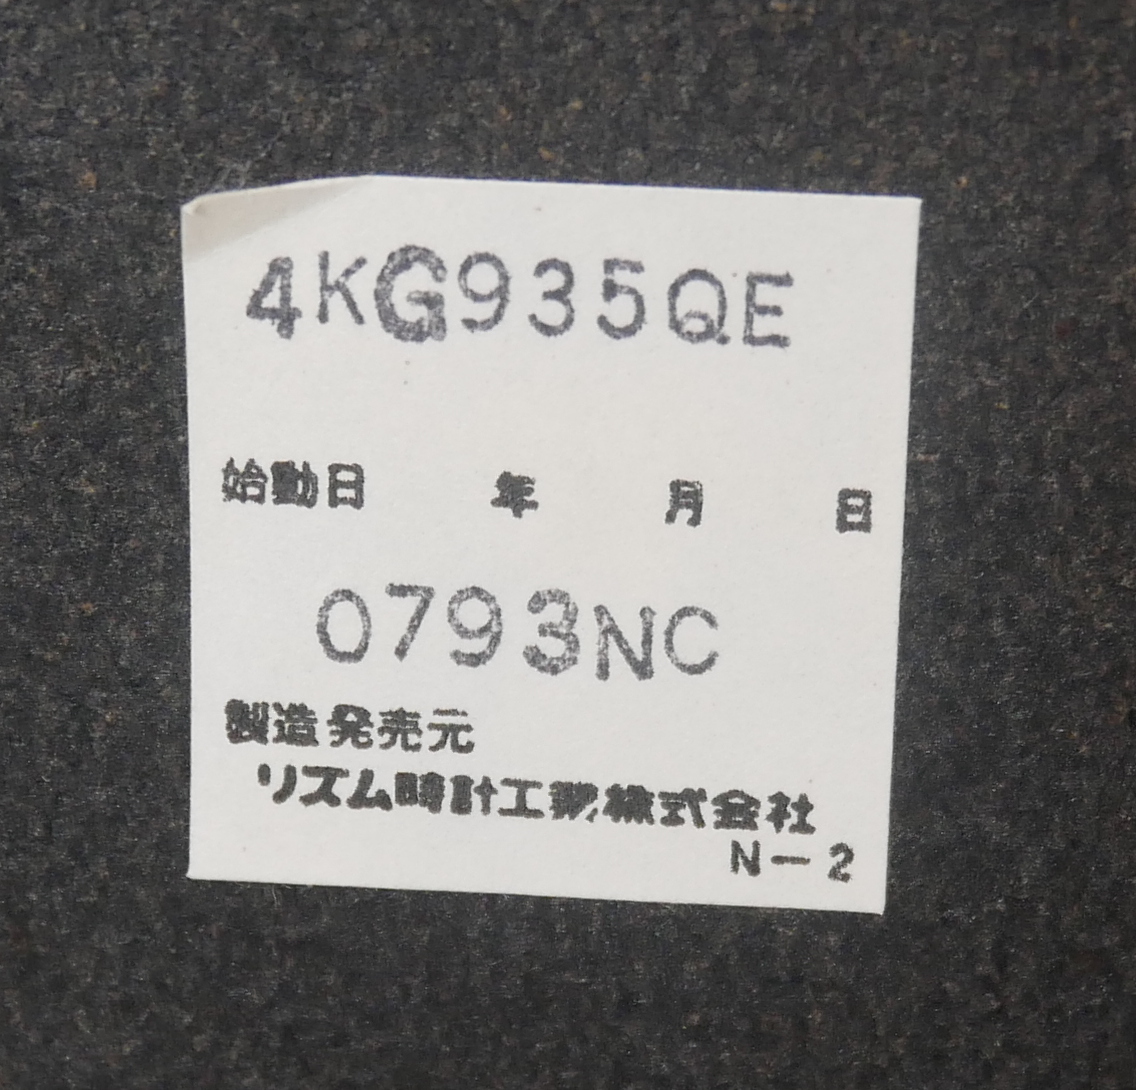 4KG935QE
始動日 年 月 日
0793NC
製造発売元
リズム時計工業株式会社
N-2